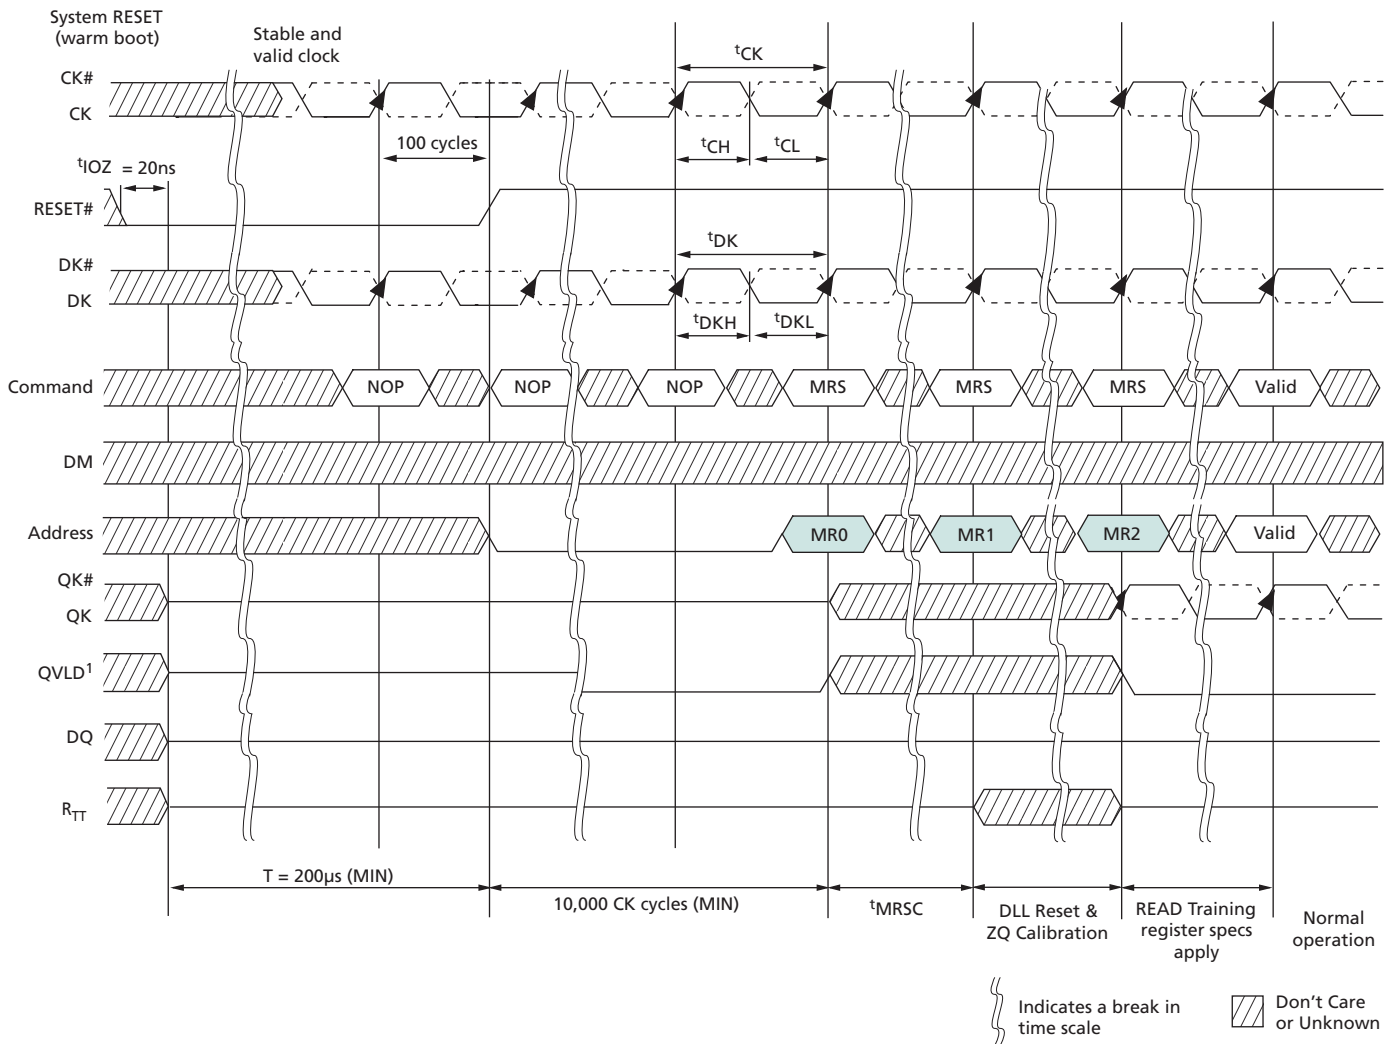 System RESET
(warm boot)
Stable and
valid clock
tCK
CK#
CK
100 cycles
tCH
tCL
tIOZ = 20ns
RESET#
tDK
DK#
DK
tDKH
tDKL
Command
NOP
NOP
NOP
MRS
MRS
MRS
Valid
DM
Address
MR0
MR1
MR2
Valid
QK#
QK
QVLD1
DQ
RTT
T = 200µs (MIN)
10,000 CK cycles (MIN)
tMRSC
DLL Reset &
ZQ Calibration
READ Training
register specs
apply
Normal
operation
Indicates a break in
time scale
Don't Care
or Unknown